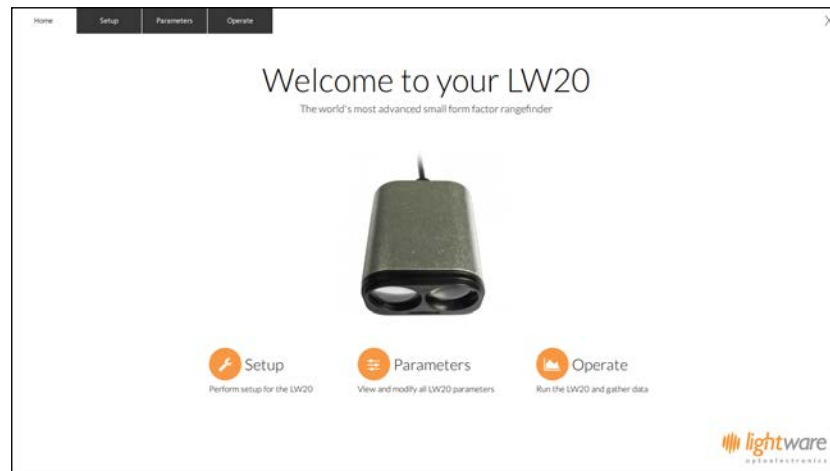 Home Setup Parameters Operate
Welcome to your LW20
The world's most advanced small form factor rangefinder
Setup Parameters Operate
Perform setup for the LW20 View and modify all LW20 parameters Run the LW20 and gather data
lightware
optoelectronics